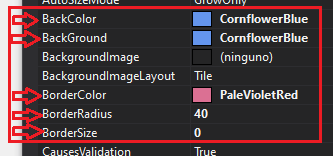 AutoSizeMode GrowOnly
BackColor CornflowerBlue
BackGround CornflowerBlue
BackgroundImage (ninguno)
BackgroundImageLayout Tile
BorderColor PaleVioletRed
BorderRadius 40
BorderSize 0
CausesValidation True